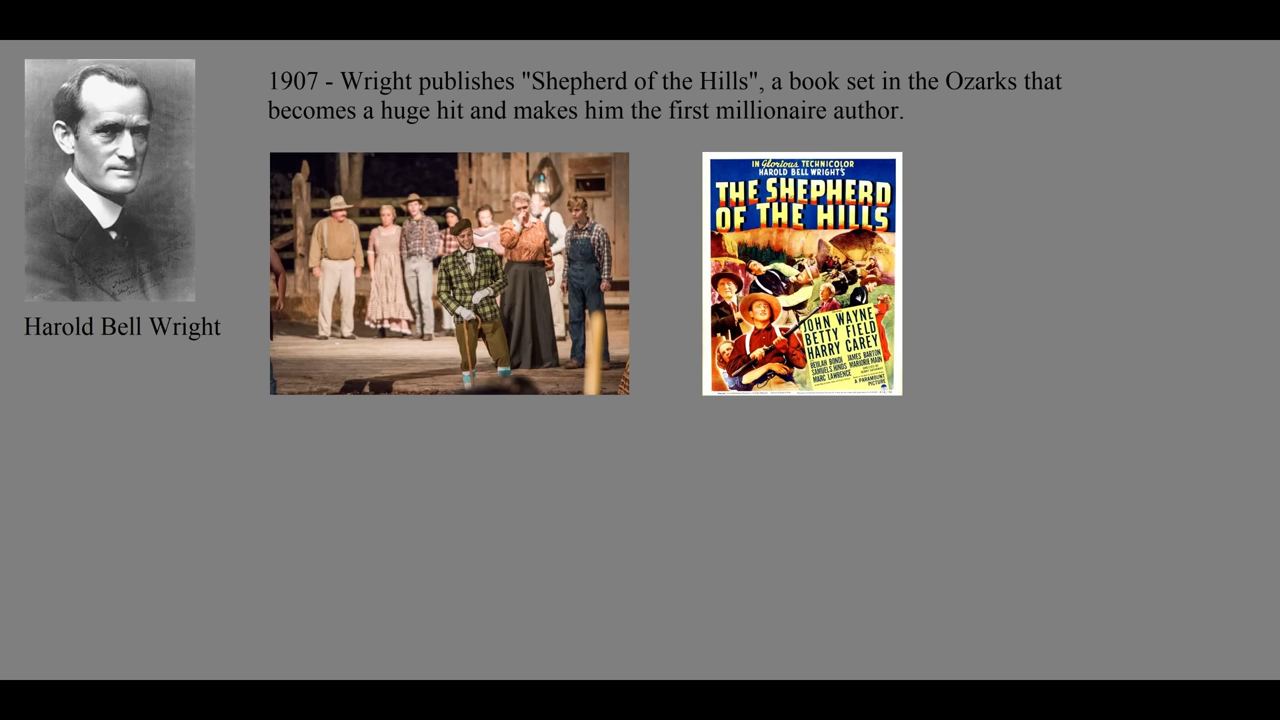 1907 - Wright publishes "Shepherd of the Hills", a book set in the Ozarks that
becomes a huge hit and makes him the first millionaire author.
Harold Bell Wright
IN Glorious TECHNICOLOR
HAROLD BELL WRIGHT'S
THE SHEPHERD
OF THE HILLS
JOHN WAYNE
BETTY FIELD
HARRY CAREY
BEULAH BONDI JAMES BARTON
SAMUEL S. HINDS MARJORIE MAIN
MARC LAWRENCE
A PARAMOUNT
PICTURE